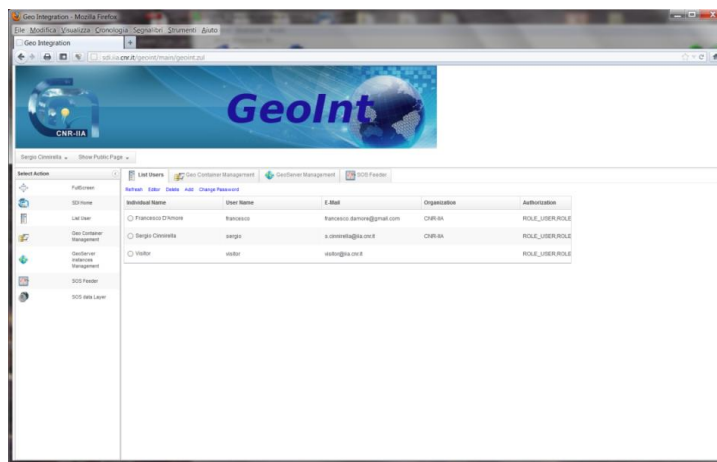 Geo Integration - Mozilla Firefox
File Modifica Visualizza Cronologia Segnalibri Strumenti Aiuto
Geo Integration
sdi.iia.cnr.it/geoint/main/geoint.zul
CNR-IIA
GeoInt
Sergio Cinnirella Show Public Page
Select Action
FullScreen
SDI Home
List User
Geo Container
Management
GeoServer
Instances
Management
SOS Feeder
SOS data Layer
List Users Geo Container Management GeoServer Management SOS Feeder
Refresh Editor Delete Add Change Password
Individual Name User Name E-Mail Organization Authorization
Francesco D'Amore francesco francesco.damore@gmail.com CNR-IIA ROLE_USER;ROLE
Sergio Cinnirella sergio s.cinnirella@iia.cnr.it CNR-IIA ROLE_USER;ROLE
Visitor visitor visitor@iia.cnr.it ROLE_USER;ROLE